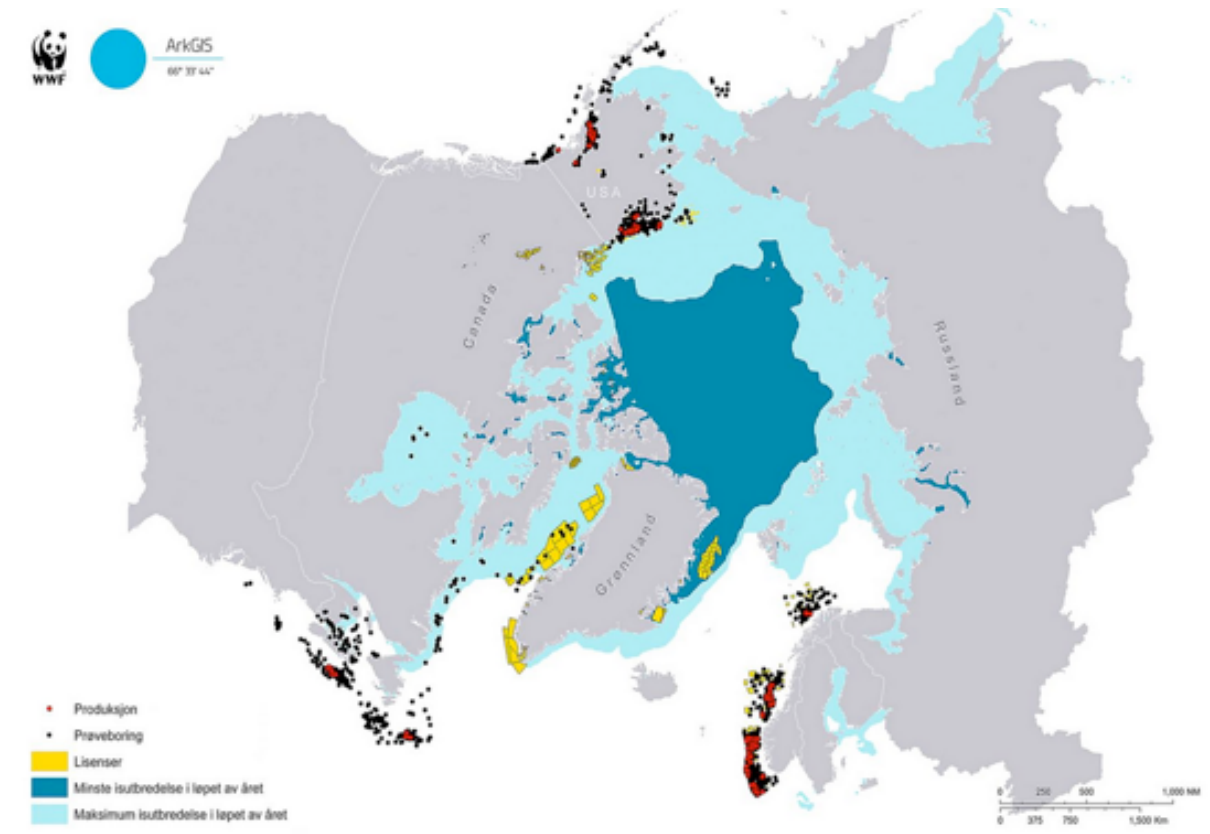 WWF
ArkGIS
66° 33' 44"
USA
Canada
Russland
Grønnland
Produksjon
Prøveboring
Lisenser
Minste isutbredelse i løpet av året
Maksimum isutbredelse i løpet av året
0 250 500 1,000 NM
0 375 750 1,500 Km